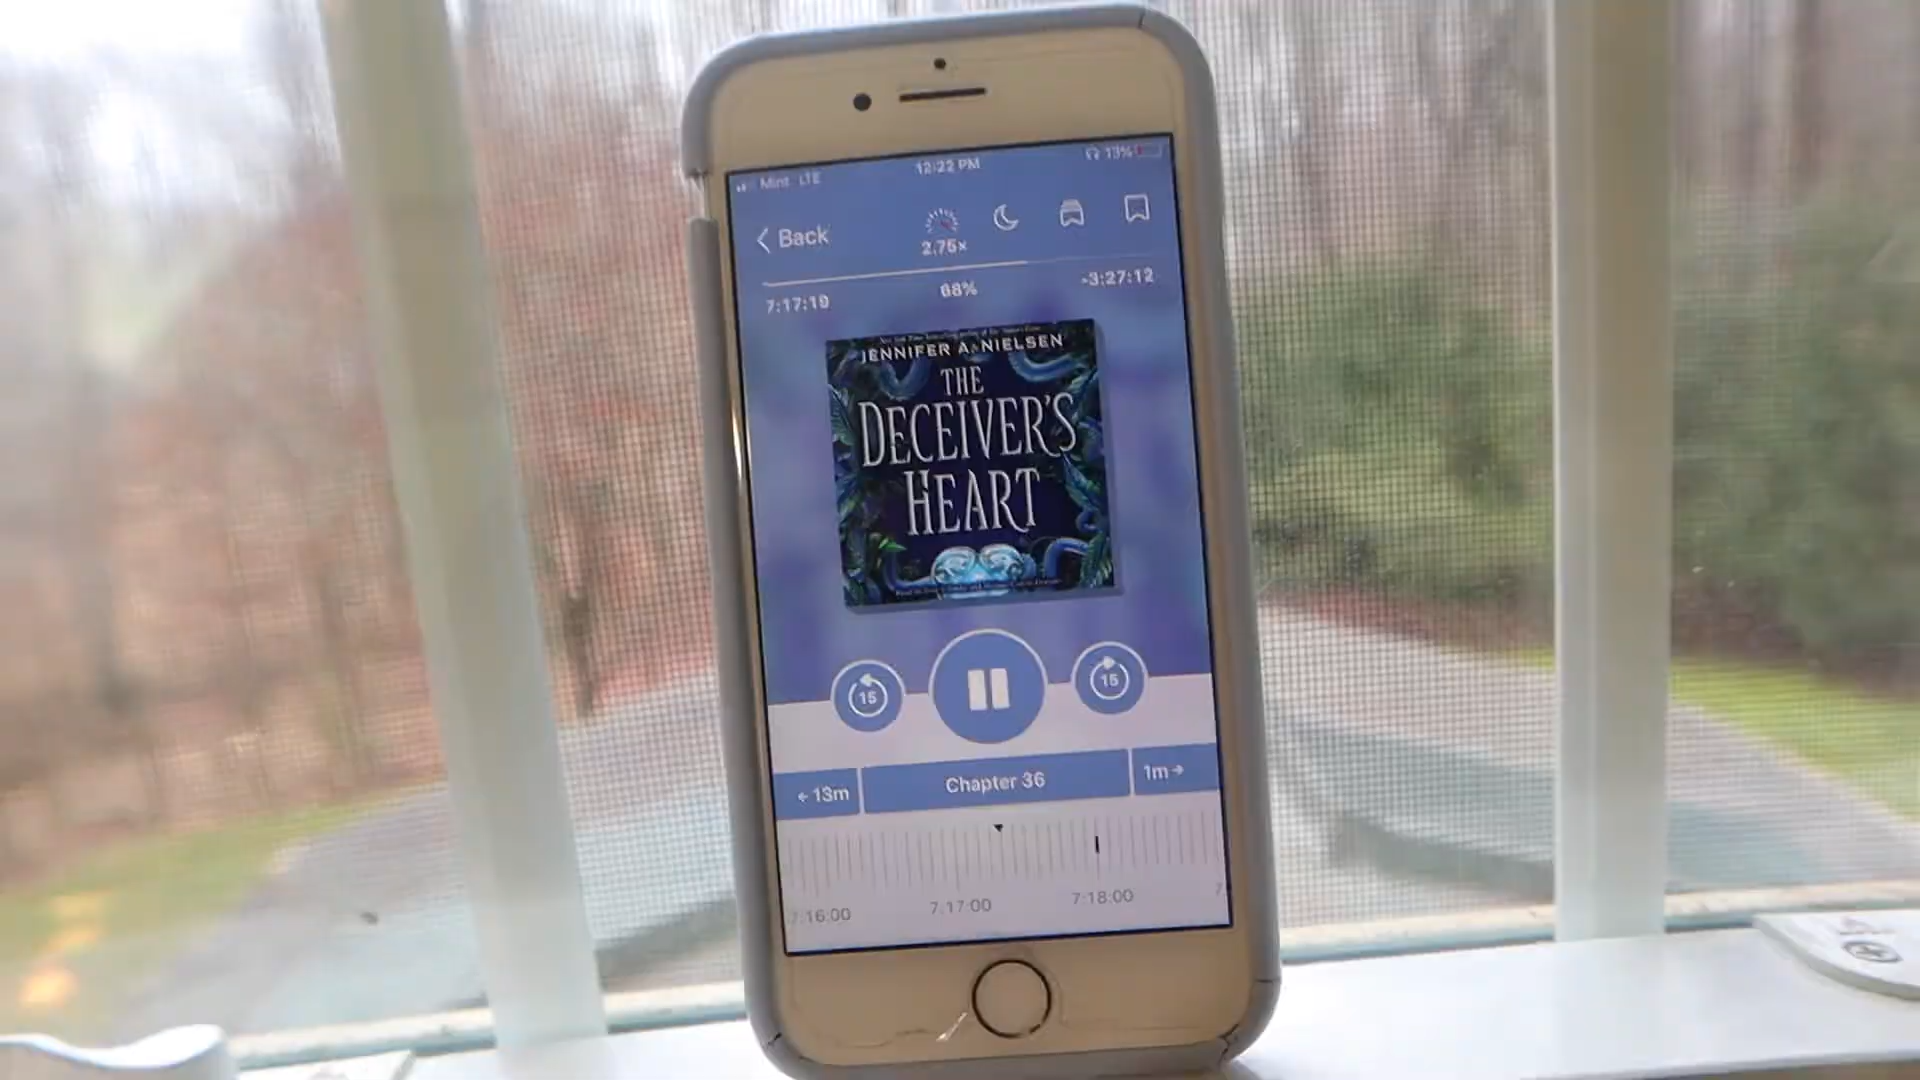 Mint LTE
12:22 PM
13%
Back
2.75×
7:17:19
68%
-3:27:12
JENNIFER A. NIELSEN
THE
DECEIVER'S
HEART
15
15
←13m
Chapter 36
1m→
7:16:00
7:17:00
7:18:00